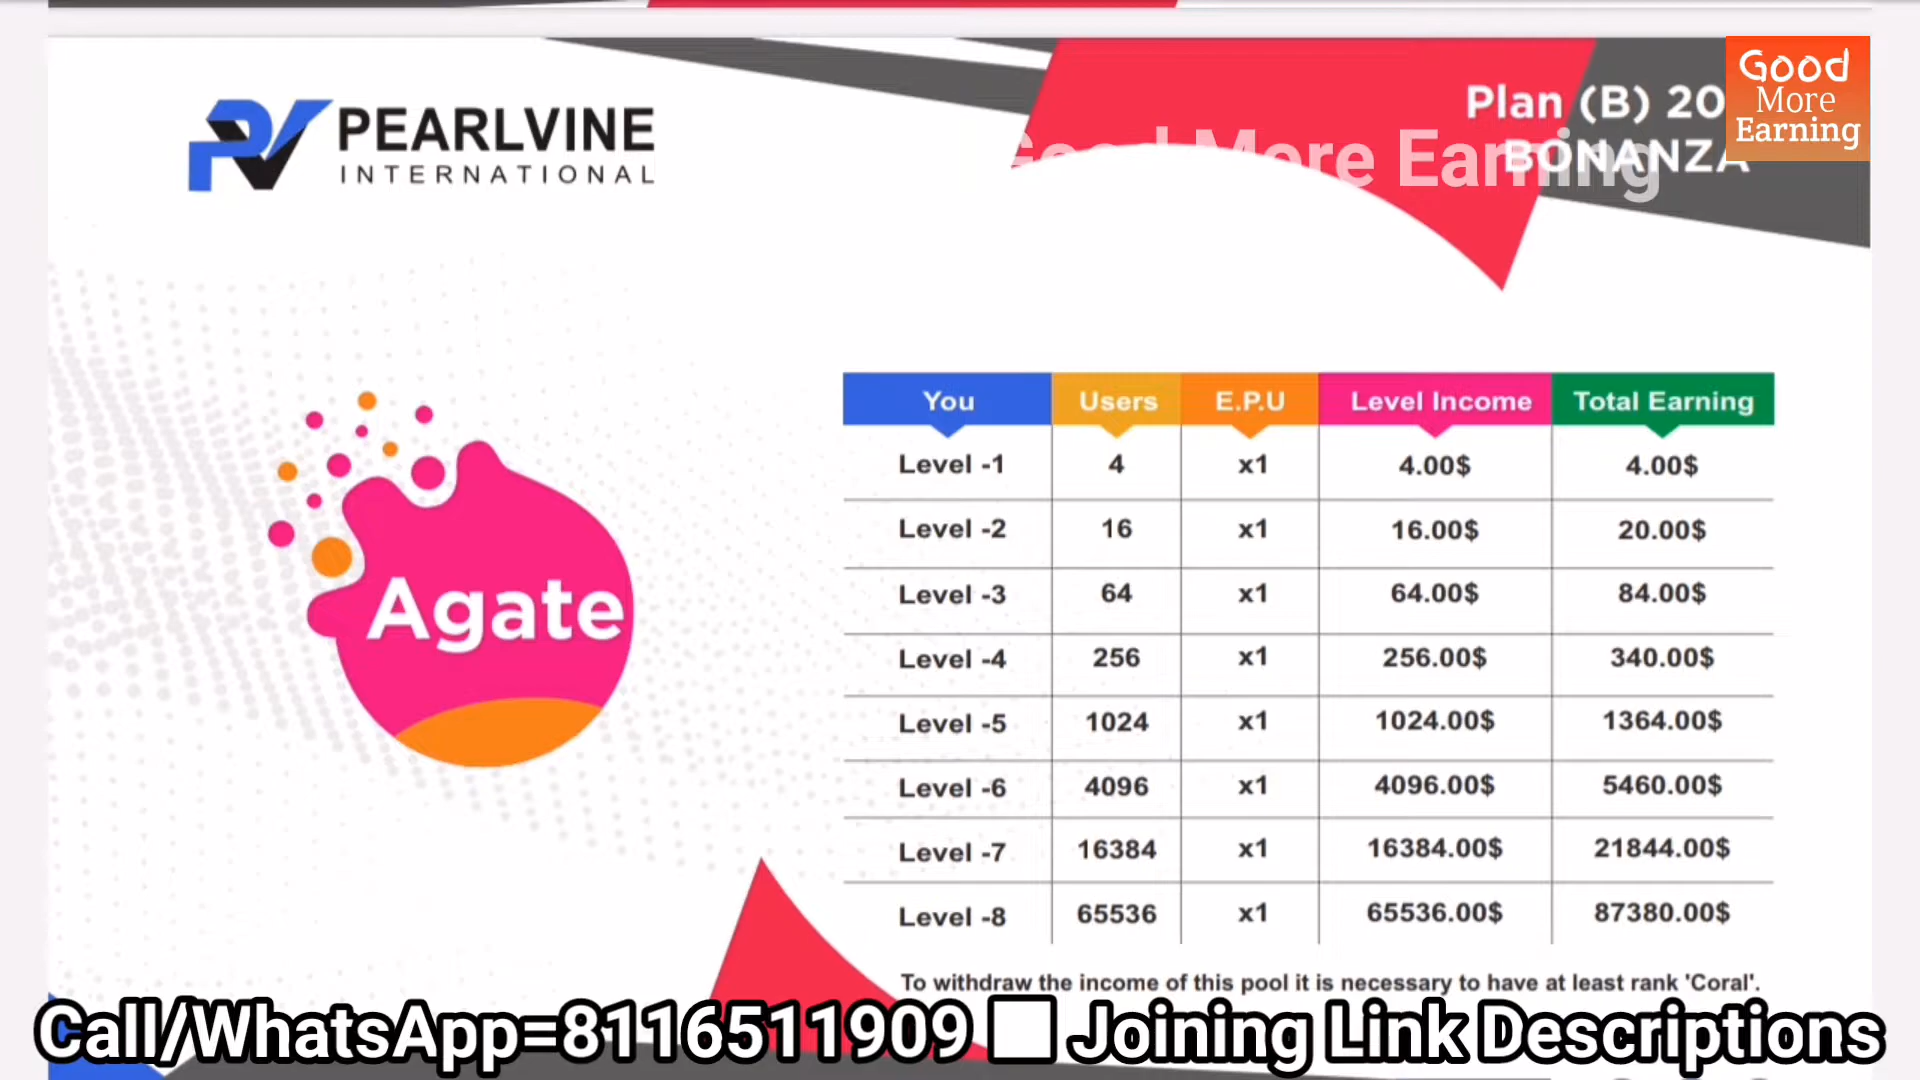 PEARLVINE
INTERNATIONAL
Plan (B) 20
BONANZA
Good
More
Earning
Good More Earning
Agate
You Users E.P.U Level Income Total Earning
Level -1 4 x1 4.00$ 4.00$
Level -2 16 x1 16.00$ 20.00$
Level -3 64 x1 64.00$ 84.00$
Level -4 256 x1 256.00$ 340.00$
Level -5 1024 x1 1024.00$ 1364.00$
Level -6 4096 x1 4096.00$ 5460.00$
Level -7 16384 x1 16384.00$ 21844.00$
Level -8 65536 x1 65536.00$ 87380.00$
To withdraw the income of this pool it is necessary to have at least rank 'Coral'.
Call/WhatsApp=8116511909 Joining Link Descriptions